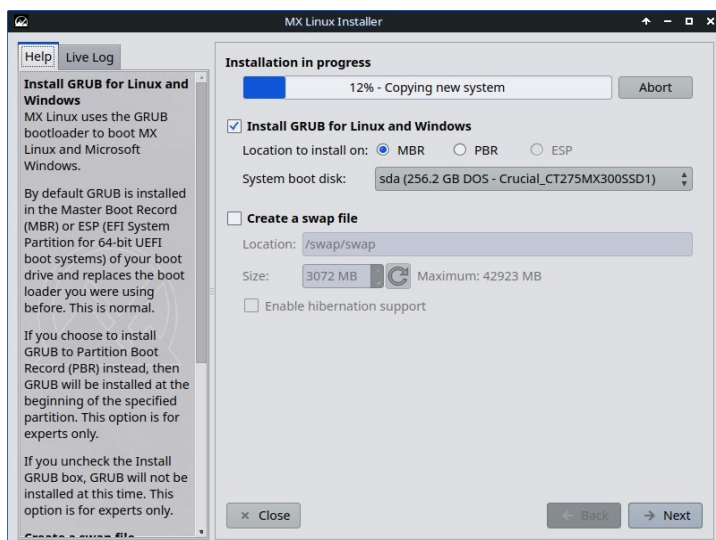 MX Linux Installer
Help
Live Log
Install GRUB for Linux and
Windows
MX Linux uses the GRUB
bootloader to boot MX
Linux and Microsoft
Windows.
By default GRUB is installed
in the Master Boot Record
(MBR) or ESP (EFI System
Partition for 64-bit UEFI
boot systems) of your boot
drive and replaces the boot
loader you were using
before. This is normal.
If you choose to install
GRUB to Partition Boot
Record (PBR) instead, then
GRUB will be installed at the
beginning of the specified
partition. This option is for
experts only.
If you uncheck the Install
GRUB box, GRUB will not be
installed at this time. This
option is for experts only.
Create a swap file
Installation in progress
12% - Copying new system
Abort
Install GRUB for Linux and Windows
Location to install on: MBR PBR ESP
System boot disk: sda (256.2 GB DOS - Crucial_CT275MX300SSD1)
Create a swap file
Location: /swap/swap
Size: 3072 MB Maximum: 42923 MB
Enable hibernation support
Close
Back
Next